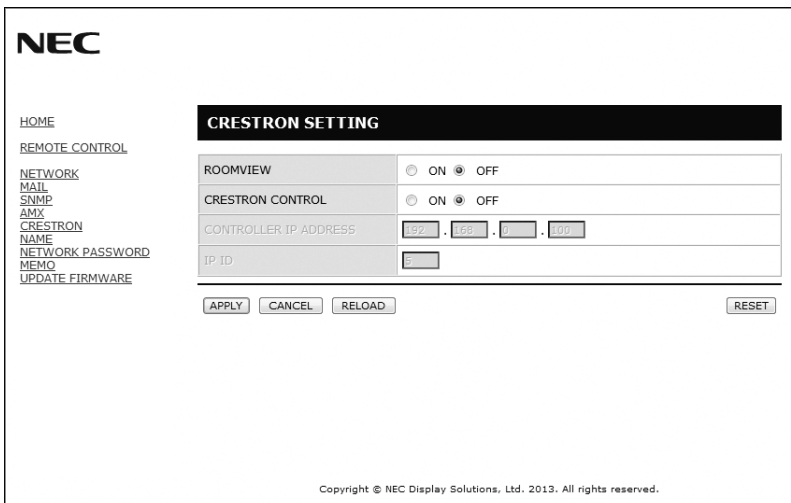 NEC
HOME
REMOTE CONTROL
NETWORK
MAIL
SNMP
AMX
CRESTRON
NAME
NETWORK PASSWORD
MEMO
UPDATE FIRMWARE
CRESTRON SETTING
ROOMVIEW ON OFF
CRESTRON CONTROL ON OFF
CONTROLLER IP ADDRESS 192 . 168 . 0 . 100
IP ID 5
APPLY CANCEL RELOAD RESET
Copyright © NEC Display Solutions, Ltd. 2013. All rights reserved.